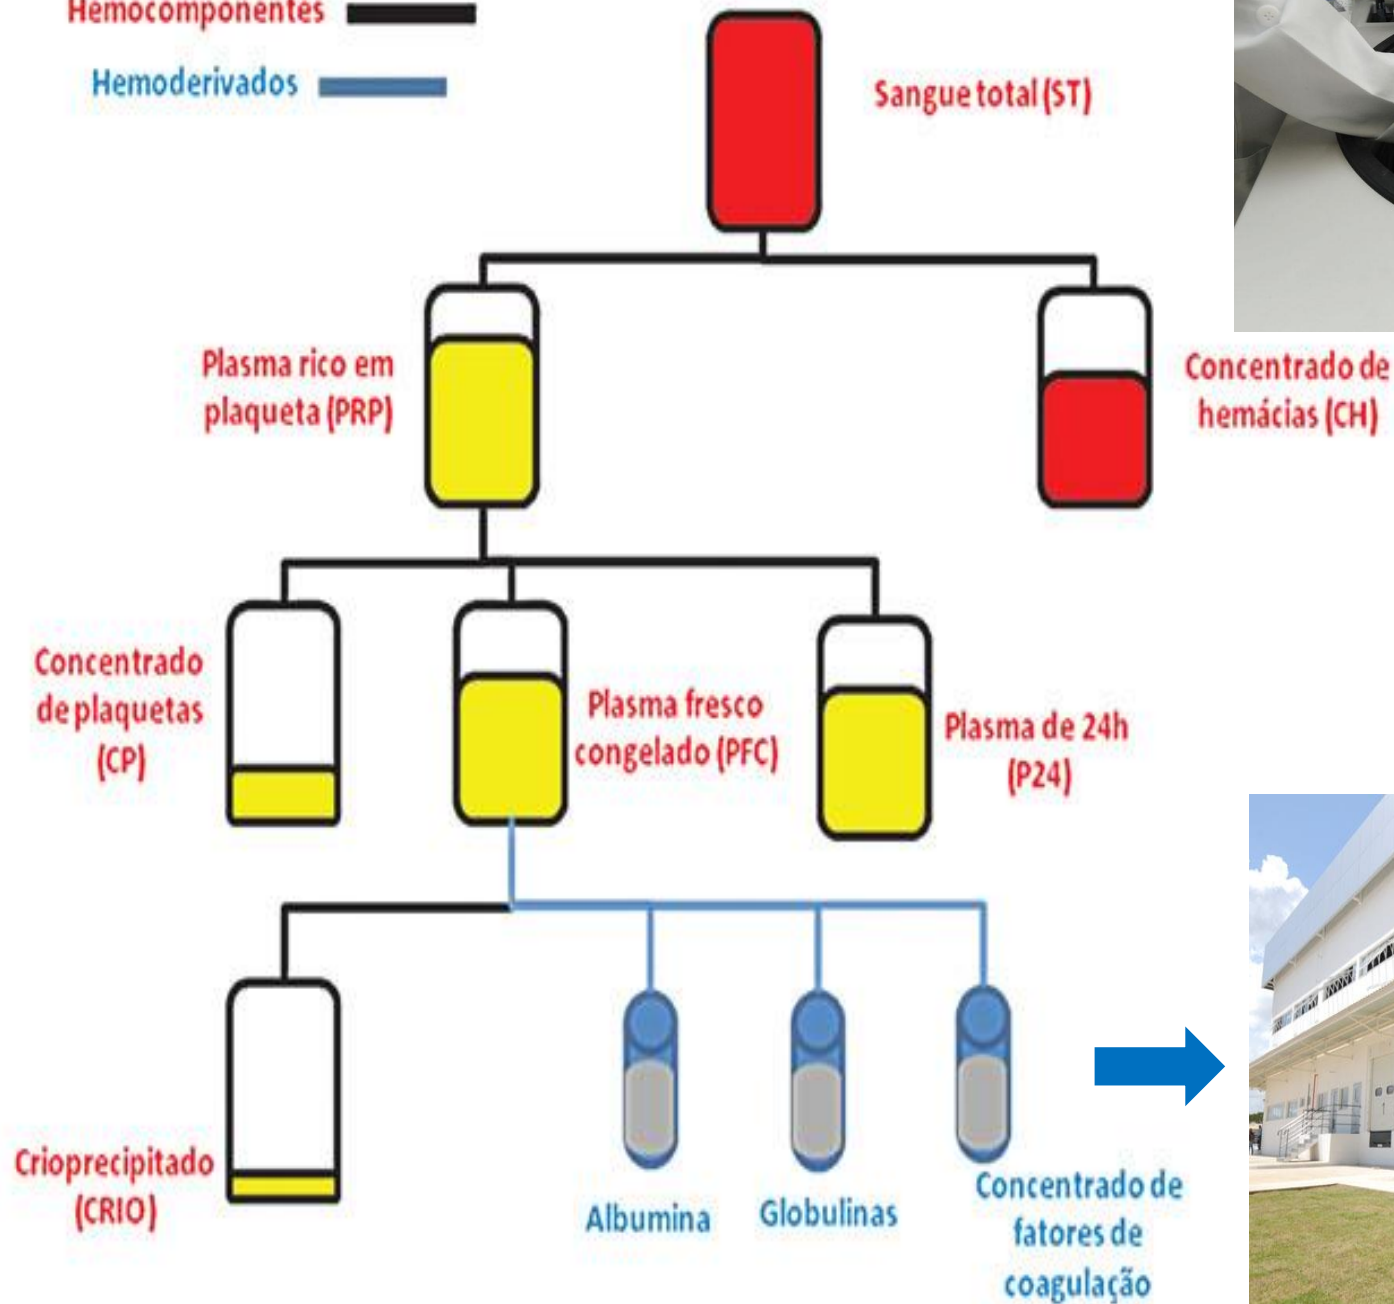 Hemocomponentes
Hemoderivados
Sangue total (ST)
Plasma rico em
plaqueta (PRP)
Concentrado de
hemácias (CH)
Concentrado
de plaquetas
(CP)
Plasma fresco
congelado (PFC)
Plasma de 24h
(P24)
Crioprecipitado
(CRIO)
Albumina
Globulinas
Concentrado de
fatores de
coagulação